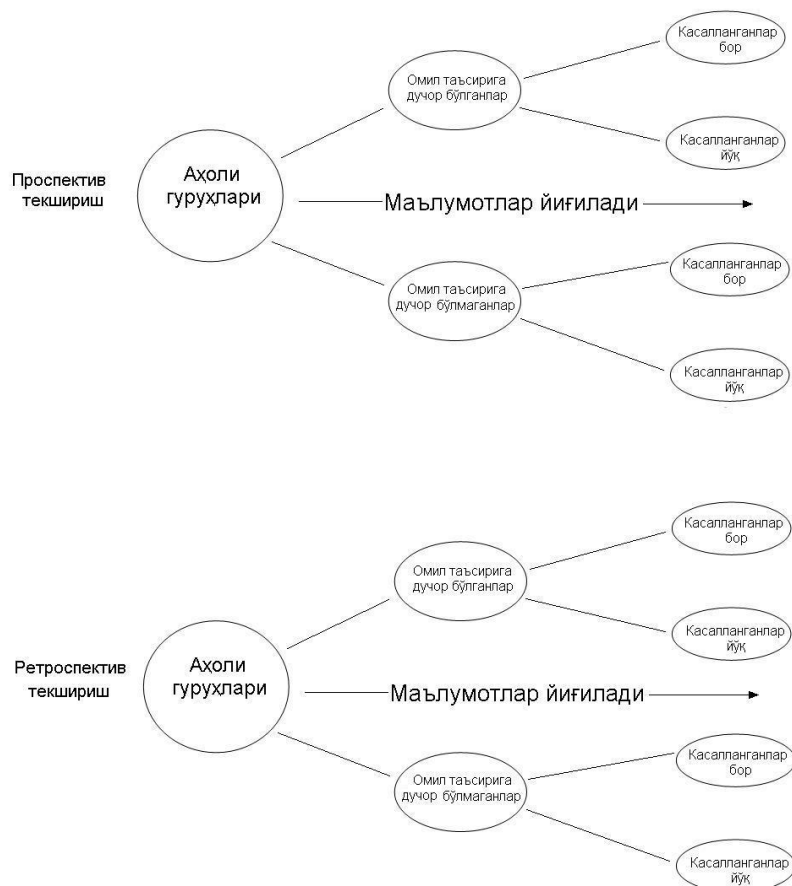 Касалланганлар
бор
Омил таъсирига
дучор бўлганлар
Касалланганлар
йўқ
Проспектив
текшириш
Аҳоли
гуруҳлари
Маълумотлар йиғилади
Омил таъсирига
дучор бўлмаганлар
Касалланганлар
бор
Касалланганлар
йўқ
Касалланганлар
бор
Омил таъсирига
дучор бўлганлар
Касалланганлар
йўқ
Ретроспектив
текшириш
Аҳоли
гуруҳлари
Маълумотлар йиғилади
Омил таъсирига
дучор бўлмаганлар
Касалланганлар
бор
Касалланганлар
йўқ